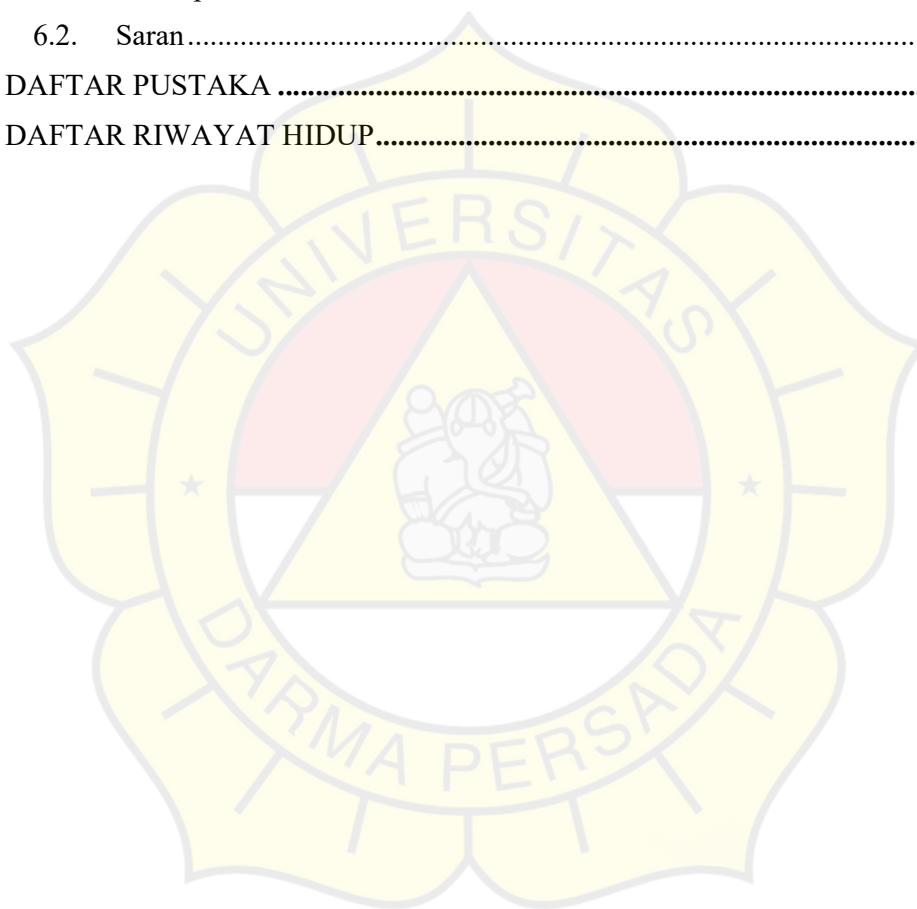 6.2. Saran...................................................................................................
DAFTAR PUSTAKA .....................................................................................
DAFTAR RIWAYAT HIDUP........................................................................
UNIVERSITAS
DARMA PERSADA